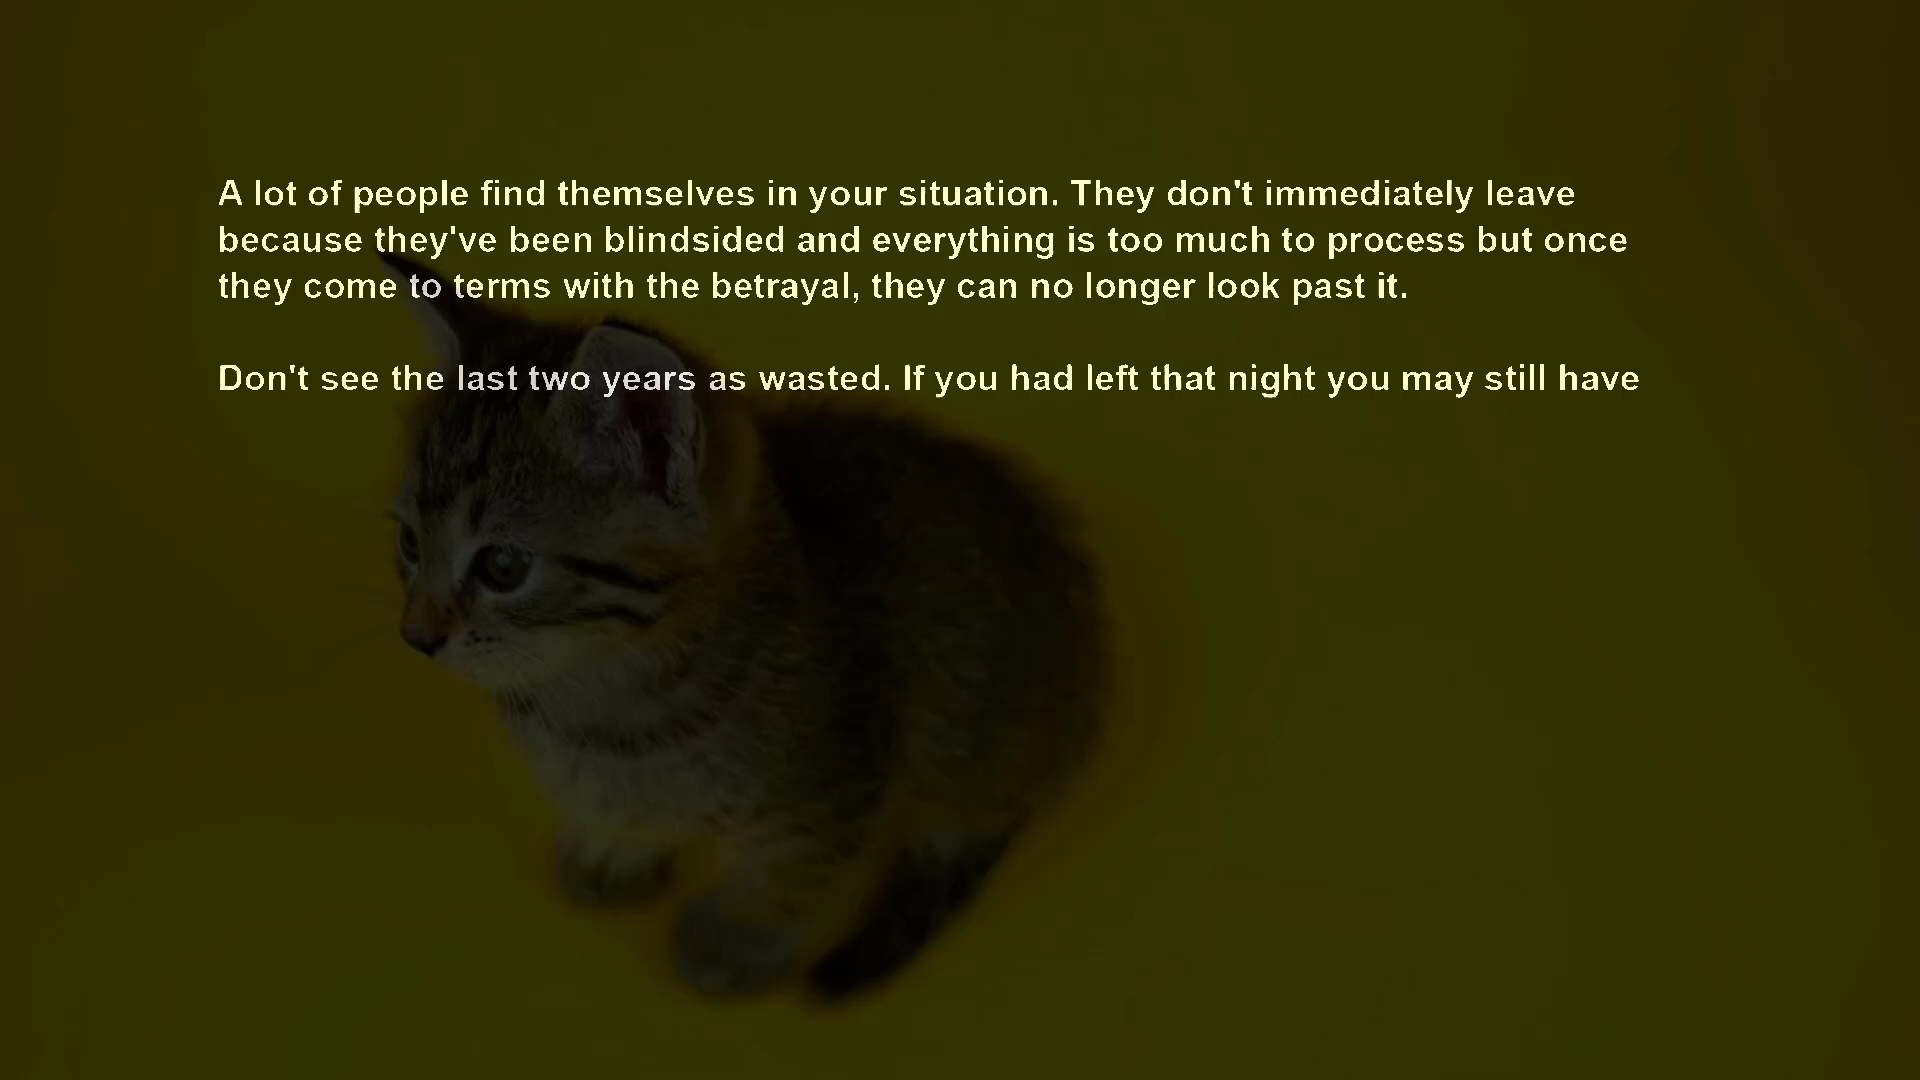 A lot of people find themselves in your situation. They don't immediately leave
because they've been blindsided and everything is too much to process but once
they come to terms with the betrayal, they can no longer look past it.
Don't see the last two years as wasted. If you had left that night you may still have